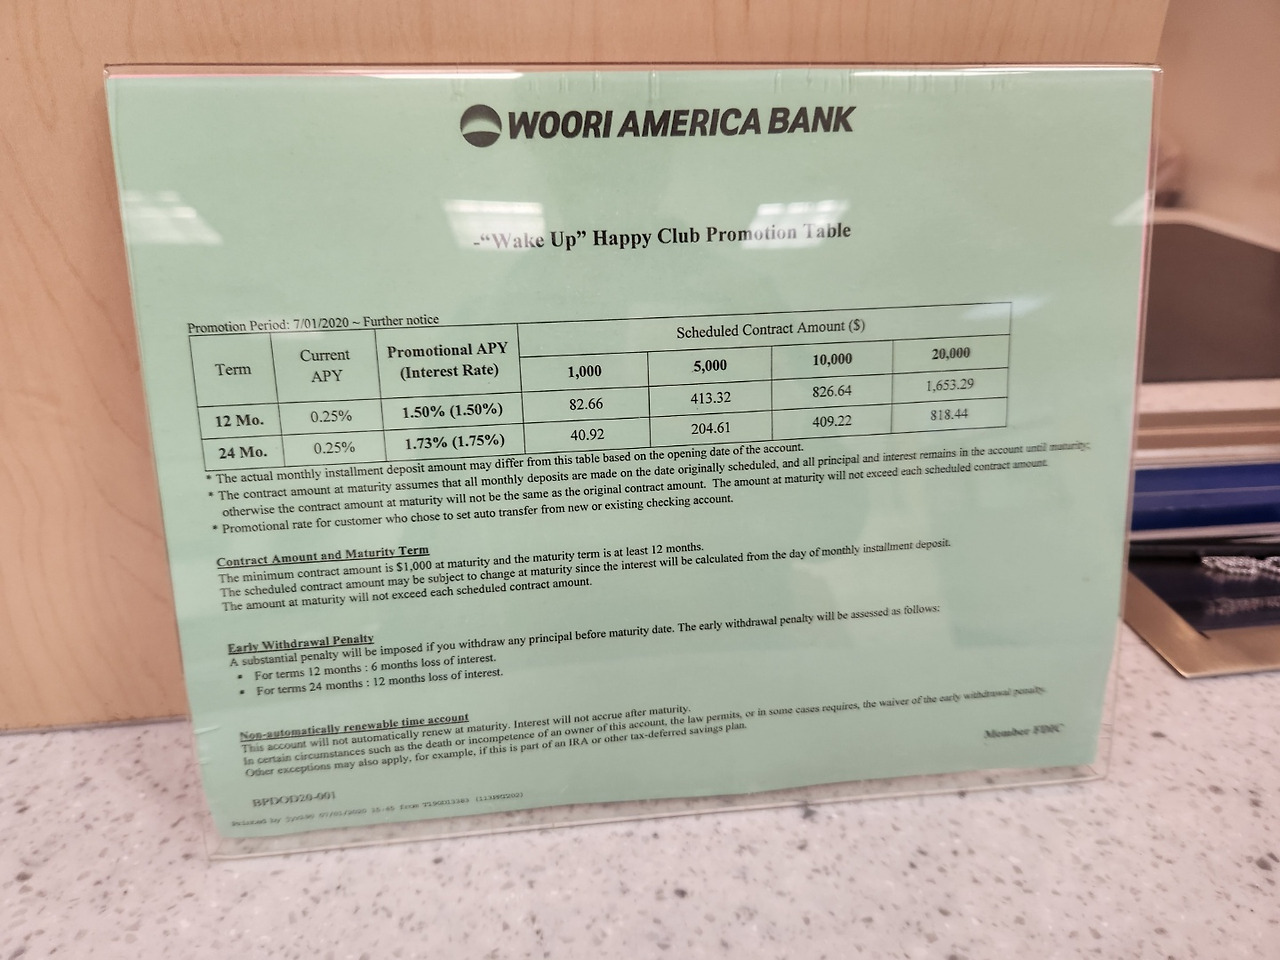 WOORI AMERICA BANK
-“Wake Up” Happy Club Promotion Table
Promotion Period: 7/01/2020 ~ Further notice
Term Current APY Promotional APY (Interest Rate) Scheduled Contract Amount ($)
1,000 5,000 10,000 20,000
12 Mo. 0.25% 1.50% (1.50%) 82.66 413.32 826.64 1,653.29
24 Mo. 0.25% 1.73% (1.75%) 40.92 204.61 409.22 818.44
* The actual monthly installment deposit amount may differ from this table based on the opening date of the account.
* The contract amount at maturity assumes that all monthly deposits are made on the date originally scheduled, and all principal and interest remains in the account until maturity;
otherwise the contract amount at maturity will not be the same as the original contract amount. The amount at maturity will not exceed each scheduled contract amount.
* Promotional rate for customer who chose to set auto transfer from new or existing checking account.
Contract Amount and Maturity Term
The minimum contract amount is $1,000 at maturity and the maturity term is at least 12 months.
The scheduled contract amount may be subject to change at maturity since the interest will be calculated from the day of monthly installment deposit.
The amount at maturity will not exceed each scheduled contract amount.
Early Withdrawal Penalty
A substantial penalty will be imposed if you withdraw any principal before maturity date. The early withdrawal penalty will be assessed as follows:
• For terms 12 months : 6 months loss of interest.
• For terms 24 months : 12 months loss of interest.
Non-automatically renewable time account
This account will not automatically renew at maturity. Interest will not accrue after maturity.
In certain circumstances such as the death or incompetence of an owner of this account, the law permits, or in some cases requires, the waiver of the early withdrawal penalty.
Other exceptions may also apply, for example, if this is part of an IRA or other tax-deferred savings plan.
Member FDIC
BPDOD20-001
Printed by 07/01/2020 from